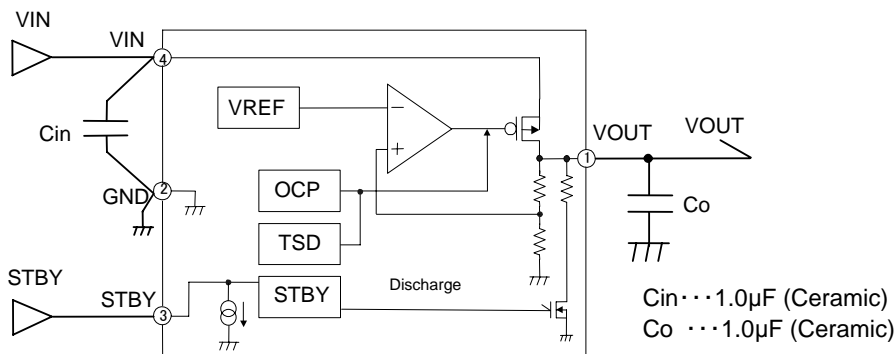 VIN
VIN
4
VREF
−
+
VOUT
VOUT
1
Cin
2
GND
OCP
Co
TSD
STBY
STBY
3
STBY
Discharge
Cin･･･1.0µF (Ceramic)
Co ･･･1.0µF (Ceramic)